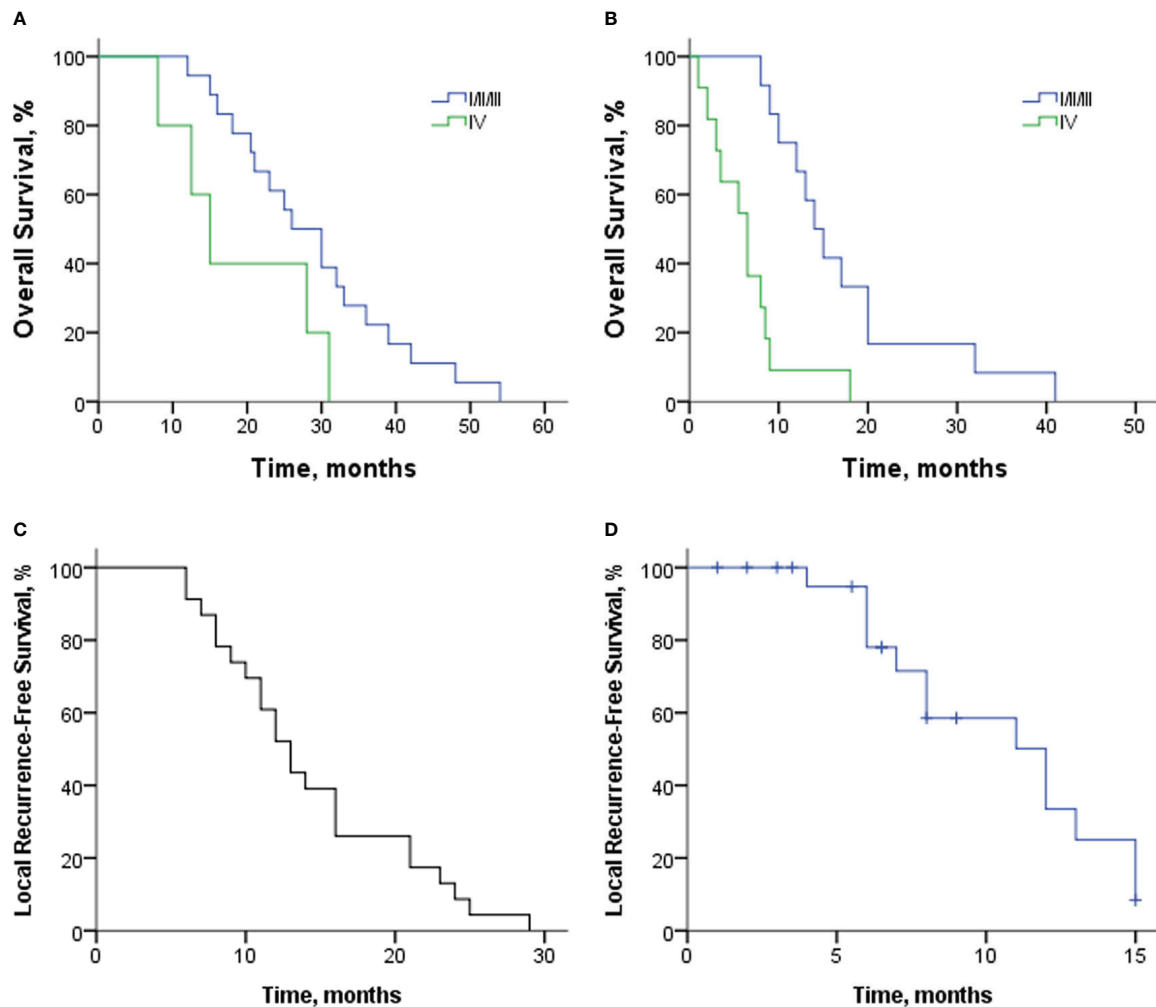 A
Overall Survival, %
100
80
60
40
20
0
I/II/III
IV
0 10 20 30 40 50 60
Time, months
B
Overall Survival, %
100
80
60
40
20
0
I/II/III
IV
0 10 20 30 40 50
Time, months
C
Local Recurrence-Free Survival, %
100
80
60
40
20
0
0 10 20 30
Time, months
D
Local Recurrence-Free Survival, %
100
80
60
40
20
0
0 5 10 15
Time, months